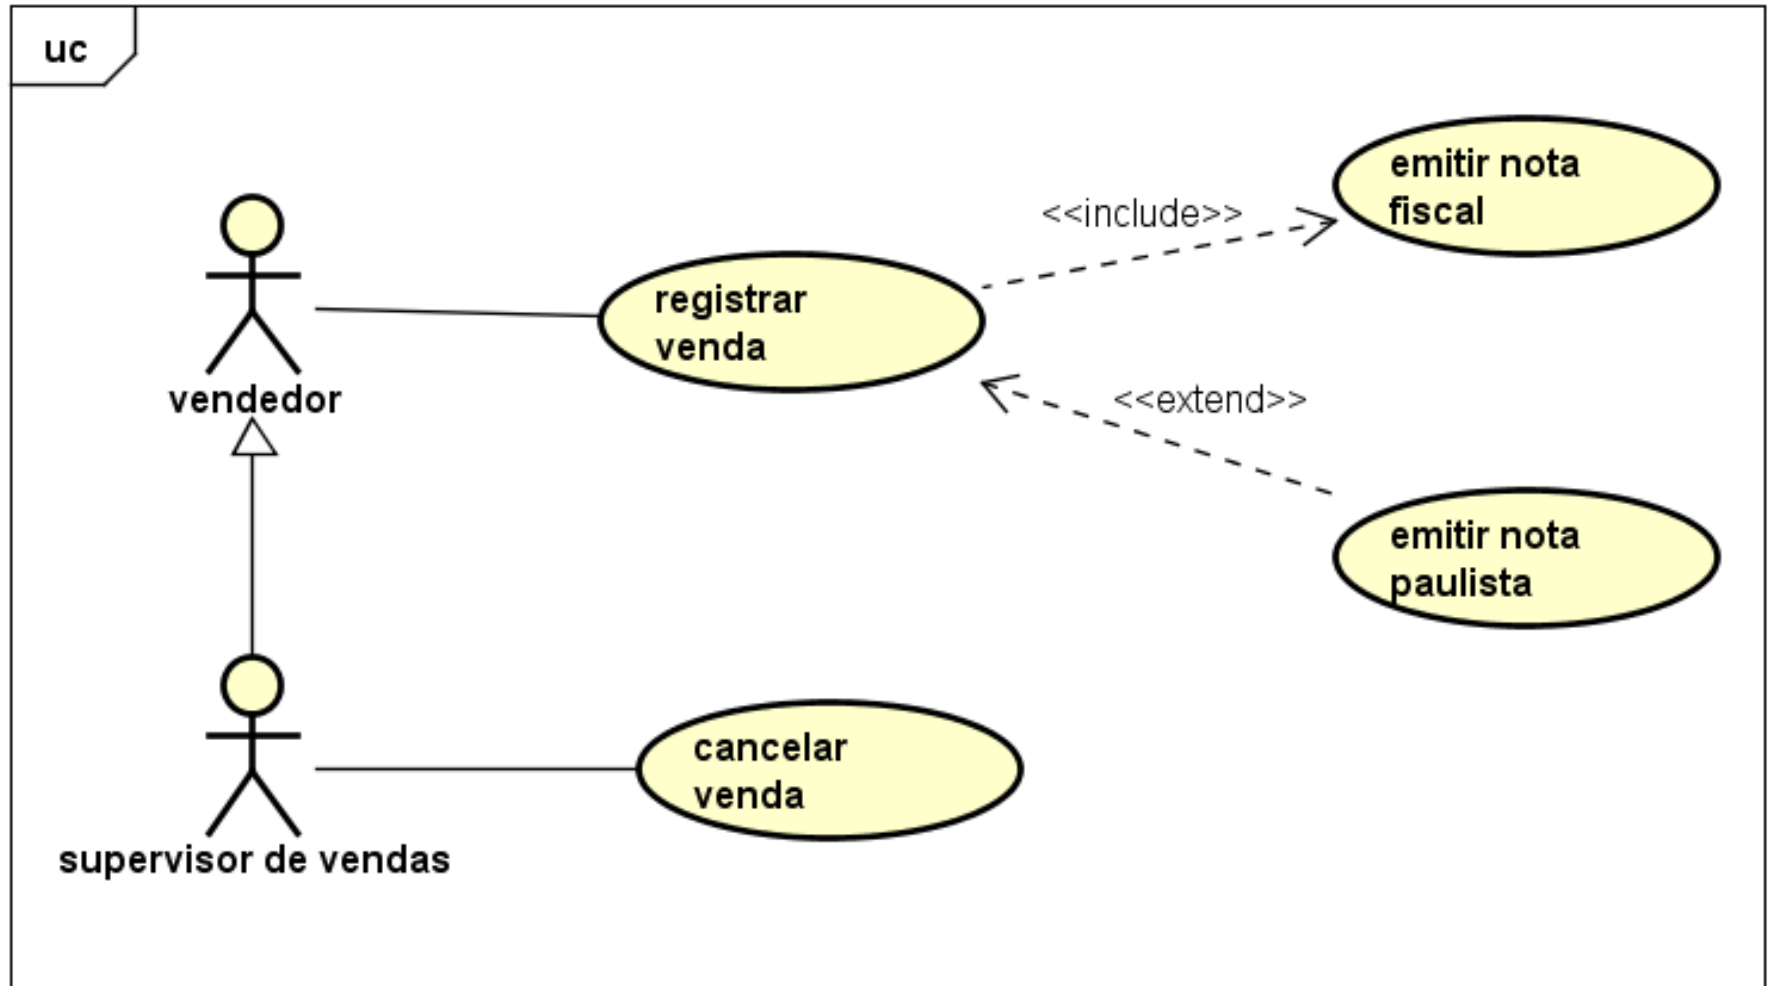 uc
emitir nota
fiscal
<<include>>
registrar
venda
vendedor
<<extend>>
emitir nota
paulista
cancelar
venda
supervisor de vendas